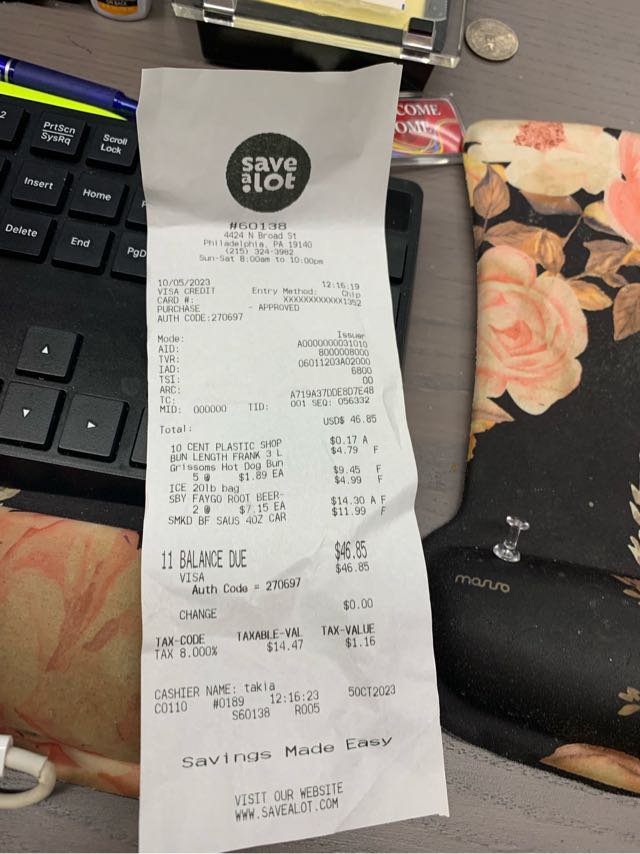 2
PrtScn
SysRq
Scroll
Lock
Insert
Home
Delete
End
PgD
ON BACK
COME
OME
save
a lot
#60138
4424 N Broad St
Philadelphia, PA 19140
(215) 324-3982
Sun-Sat 8:00am to 10:00pm
10/05/2023 12:16:19
VISA CREDIT Entry Method: Chip
CARD #: XXXXXXXXXXXX1352
PURCHASE - APPROVED
AUTH CODE:270697
Mode: Issuer
AID: A0000000031010
TVR: 8000008000
IAD: 06011203A02000
TSI: 6800
ARC: 00
TC: A719A37DDE8D7E48
MID: 000000 TID: 001 SEQ: 056332
Total: USD$ 46.85
10 CENT PLASTIC SHOP $0.17 A
BUN LENGTH FRANK 3 L $4.79 F
Grissoms Hot Dog Bun
5 @ $1.89 EA $9.45 F
ICE 20lb bag $4.99 F
SBY FAYGO ROOT BEER-
2 @ $7.15 EA $14.30 A F
SMKD BF SAUS 40Z CAR $11.99 F
11 BALANCE DUE $46.85
VISA $46.85
Auth Code = 270697
CHANGE $0.00
TAX-CODE TAXABLE-VAL TAX-VALUE
TAX 8.000% $14.47 $1.16
CASHIER NAME: takia
C0110 #0189 12:16:23 5OCT2023
S60138 R005
Savings Made Easy
VISIT OUR WEBSITE
WWW.SAVEALOT.COM